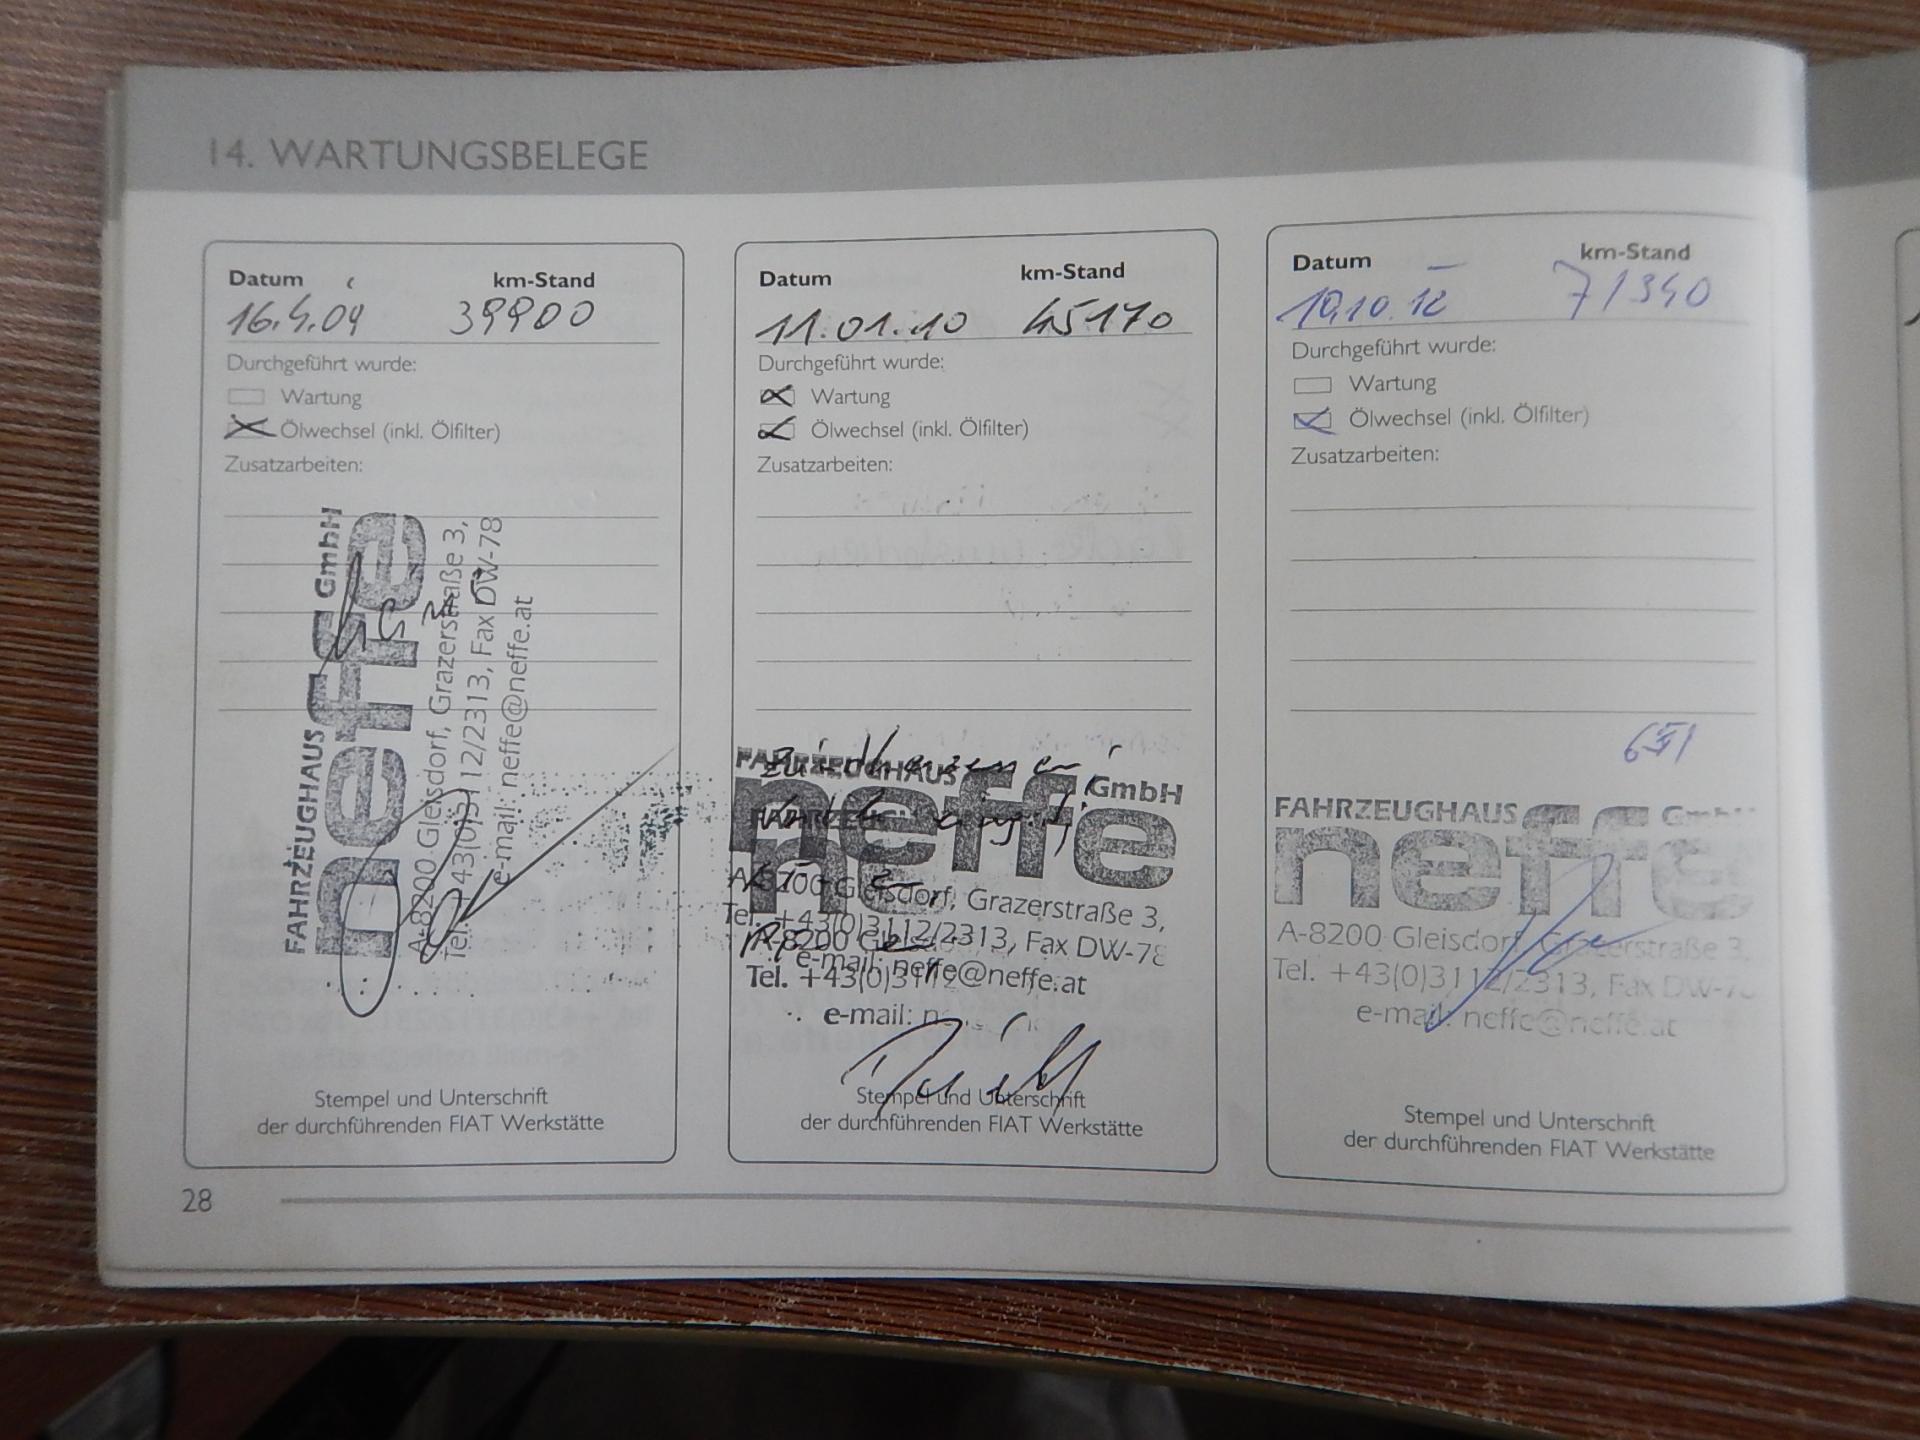 14. WARTUNGSBELEGE
Datum km-Stand
16.4.09 39900
Durchgeführt wurde:
Wartung
Ölwechsel (inkl. Ölfilter)
Zusatzarbeiten:
FAHRZEUGHAUS GmbH
neffe
A-8200 Gleisdorf, Grazerstraße 3,
Tel. +43(0)3112/2313, Fax DW-78
e-mail: neffe@neffe.at
Stempel und Unterschrift
der durchführenden FIAT Werkstätte
Datum km-Stand
11.01.10 45170
Durchgeführt wurde:
Wartung
Ölwechsel (inkl. Ölfilter)
Zusatzarbeiten:
FAHRZEUGHAUS GmbH
neffe
A-8200 Gleisdorf, Grazerstraße 3,
Tel. +43(0)3112/2313, Fax DW-78
A-8200
e-mail: neffe@neffe.at
Tel. +43(0)3112
e-mail:
Stempel und Unterschrift
der durchführenden FIAT Werkstätte
Datum km-Stand
19.10.12 71340
Durchgeführt wurde:
Wartung
Ölwechsel (inkl. Ölfilter)
Zusatzarbeiten:
FAHRZEUGHAUS GmbH
neffe
A-8200 Gleisdorf, Grazerstraße 3,
Tel. +43(0)3112/2313, Fax DW-78
e-mail: neffe@neffe.at
Stempel und Unterschrift
der durchführenden FIAT Werkstätte
28